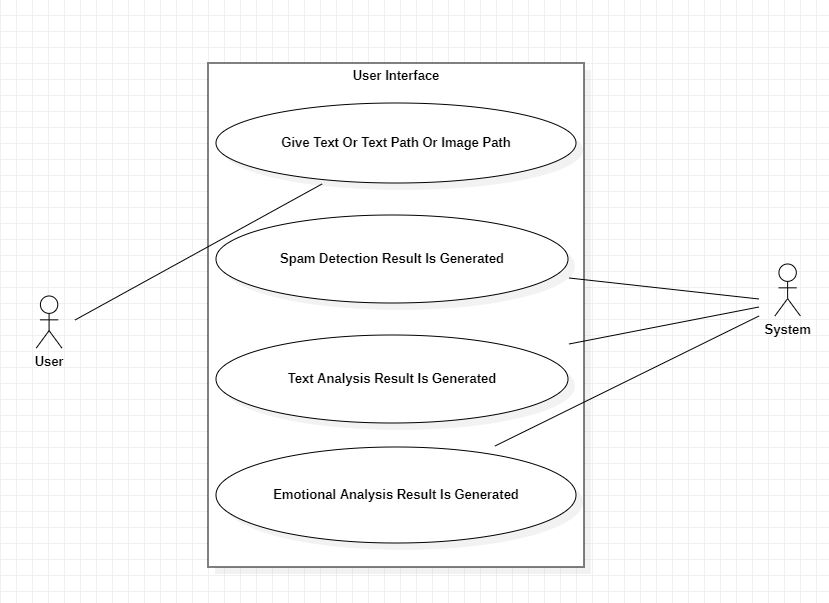 User Interface
Give Text Or Text Path Or Image Path
Spam Detection Result Is Generated
System
User
Text Analysis Result Is Generated
Emotional Analysis Result Is Generated